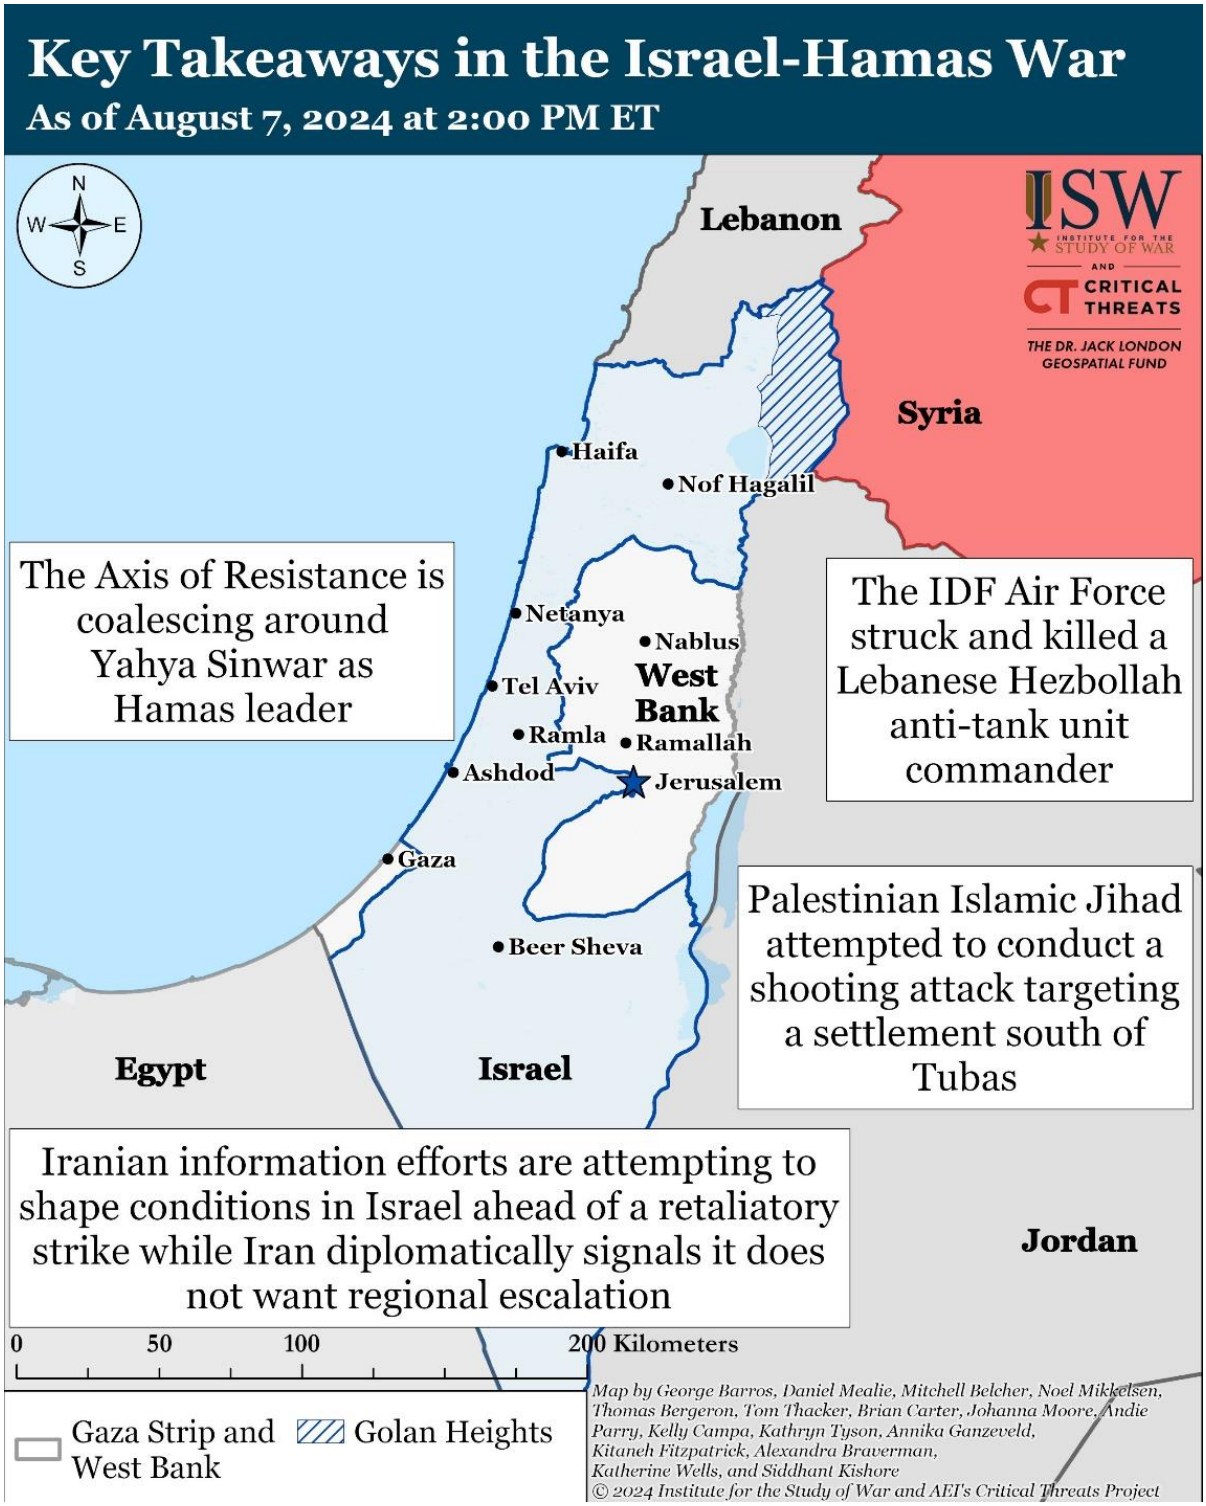 Key Takeaways in the Israel-Hamas War
As of August 7, 2024 at 2:00 PM ET
N
W
E
S
ISW
INSTITUTE FOR THE
STUDY OF WAR
AND
CT CRITICAL
THREATS
THE DR. JACK LONDON
GEOSPATIAL FUND
Lebanon
Syria
Haifa
Nof Hagalil
The Axis of Resistance is
coalescing around
Yahya Sinwar as
Hamas leader
The IDF Air Force
struck and killed a
Lebanese Hezbollah
anti-tank unit
commander
Netanya
Nablus
West
Bank
Tel Aviv
Ramla
Ramallah
Ashdod
Jerusalem
Gaza
Beer Sheva
Palestinian Islamic Jihad
attempted to conduct a
shooting attack targeting
a settlement south of
Tubas
Egypt
Israel
Iranian information efforts are attempting to
shape conditions in Israel ahead of a retaliatory
strike while Iran diplomatically signals it does
not want regional escalation
Jordan
0 50 100 200 Kilometers
Gaza Strip and
West Bank
Golan Heights
Map by George Barros, Daniel Mealie, Mitchell Belcher, Noel Mikkelsen,
Thomas Bergeron, Tom Thacker, Brian Carter, Johanna Moore, Andie
Parry, Kelly Campa, Kathryn Tyson, Annika Ganzeveld,
Kitaneh Fitzpatrick, Alexandra Braverman,
Katherine Wells, and Siddhant Kishore
© 2024 Institute for the Study of War and AEI's Critical Threats Project